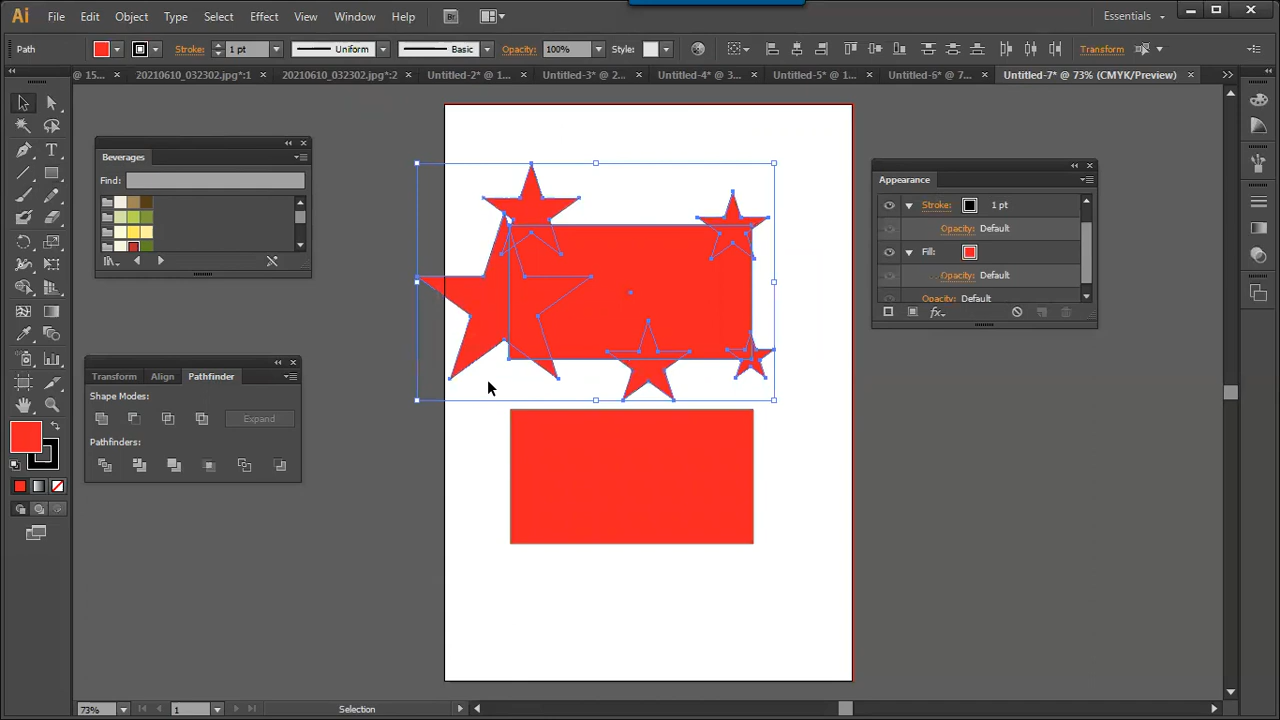 Ai File Edit Object Type Select Effect View Window Help Br Essentials
Path Stroke: 1 pt Uniform Basic Opacity: 100% Style: Transform
@ 15... 20210610_032302.jpg*:1 20210610_032302.jpg*:2 Untitled-2* @ 1... Untitled-3* @ 2... Untitled-4* @ 3... Untitled-5* @ 1... Untitled-6* @ 7... Untitled-7* @ 73% (CMYK/Preview)
Beverages
Find:
Appearance
Stroke: 1 pt
Opacity: Default
Fill:
Opacity: Default
Opacity: Default
fx
Transform Align Pathfinder
Shape Modes:
Expand
Pathfinders:
73% 1 Selection